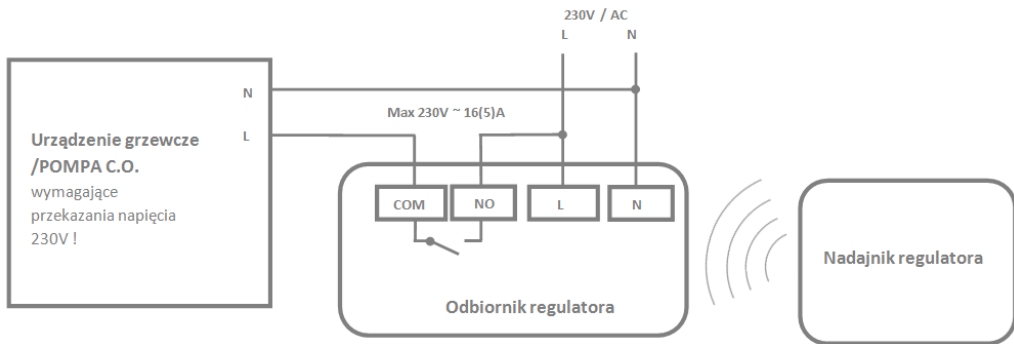 230V / AC
L N
N
L
Max 230V ~ 16(5)A
Urządzenie grzewcze
/POMPA C.O.
wymagające
przekazania napięcia
230V !
COM NO L N
Odbiornik regulatora
Nadajnik regulatora